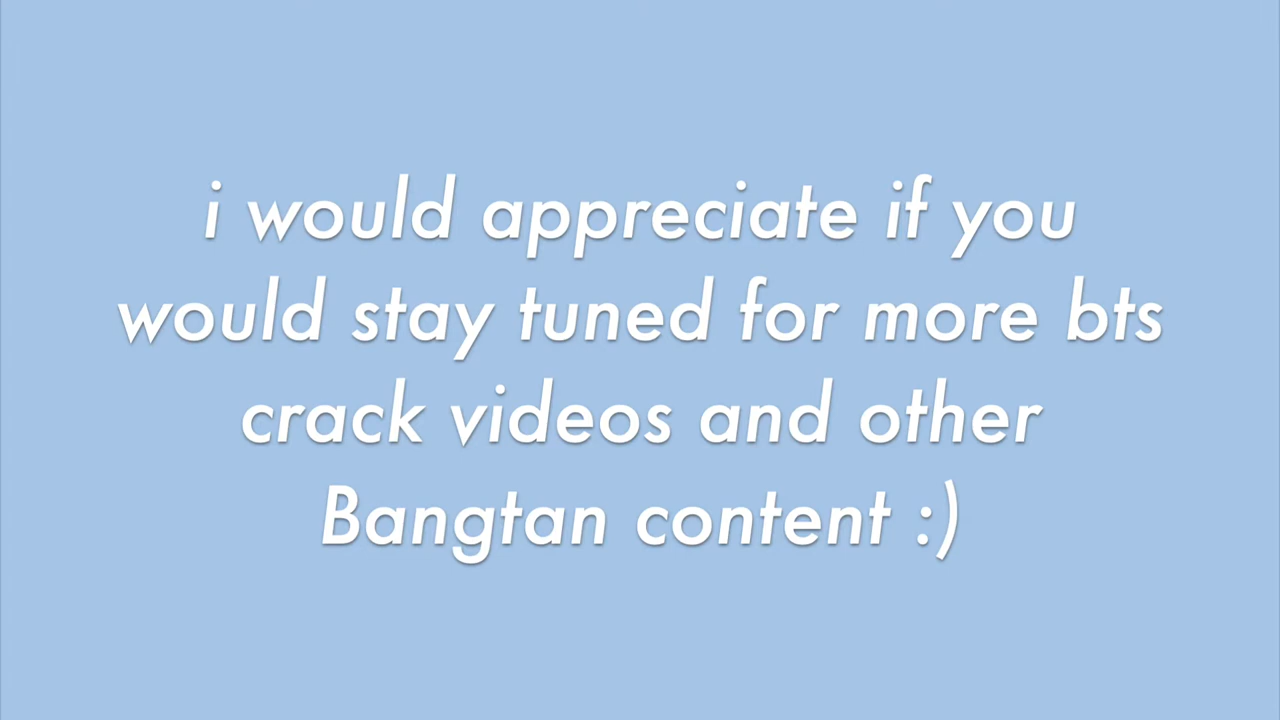 i would appreciate if you
would stay tuned for more bts
crack videos and other
Bangtan content :)